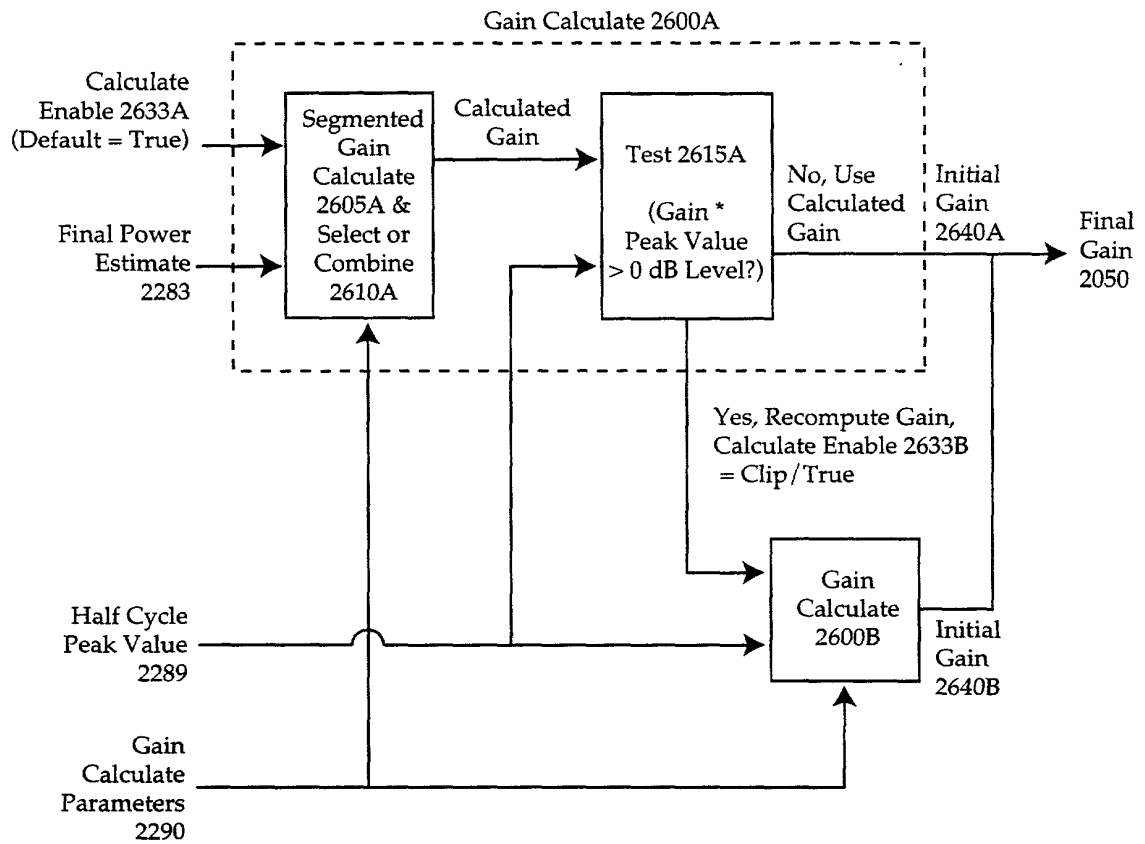 Gain Calculate 2600A
Calculate
Enable 2633A
(Default = True)
Final Power
Estimate
2283
Segmented
Gain
Calculate
2605A &
Select or
Combine
2610A
Calculated
Gain
Test 2615A
(Gain *
Peak Value
> 0 dB Level?)
No, Use
Calculated
Gain
Initial
Gain
2640A
Final
Gain
2050
Yes, Recompute Gain,
Calculate Enable 2633B
= Clip/True
Half Cycle
Peak Value
2289
Gain
Calculate
2600B
Initial
Gain
2640B
Gain
Calculate
Parameters
2290